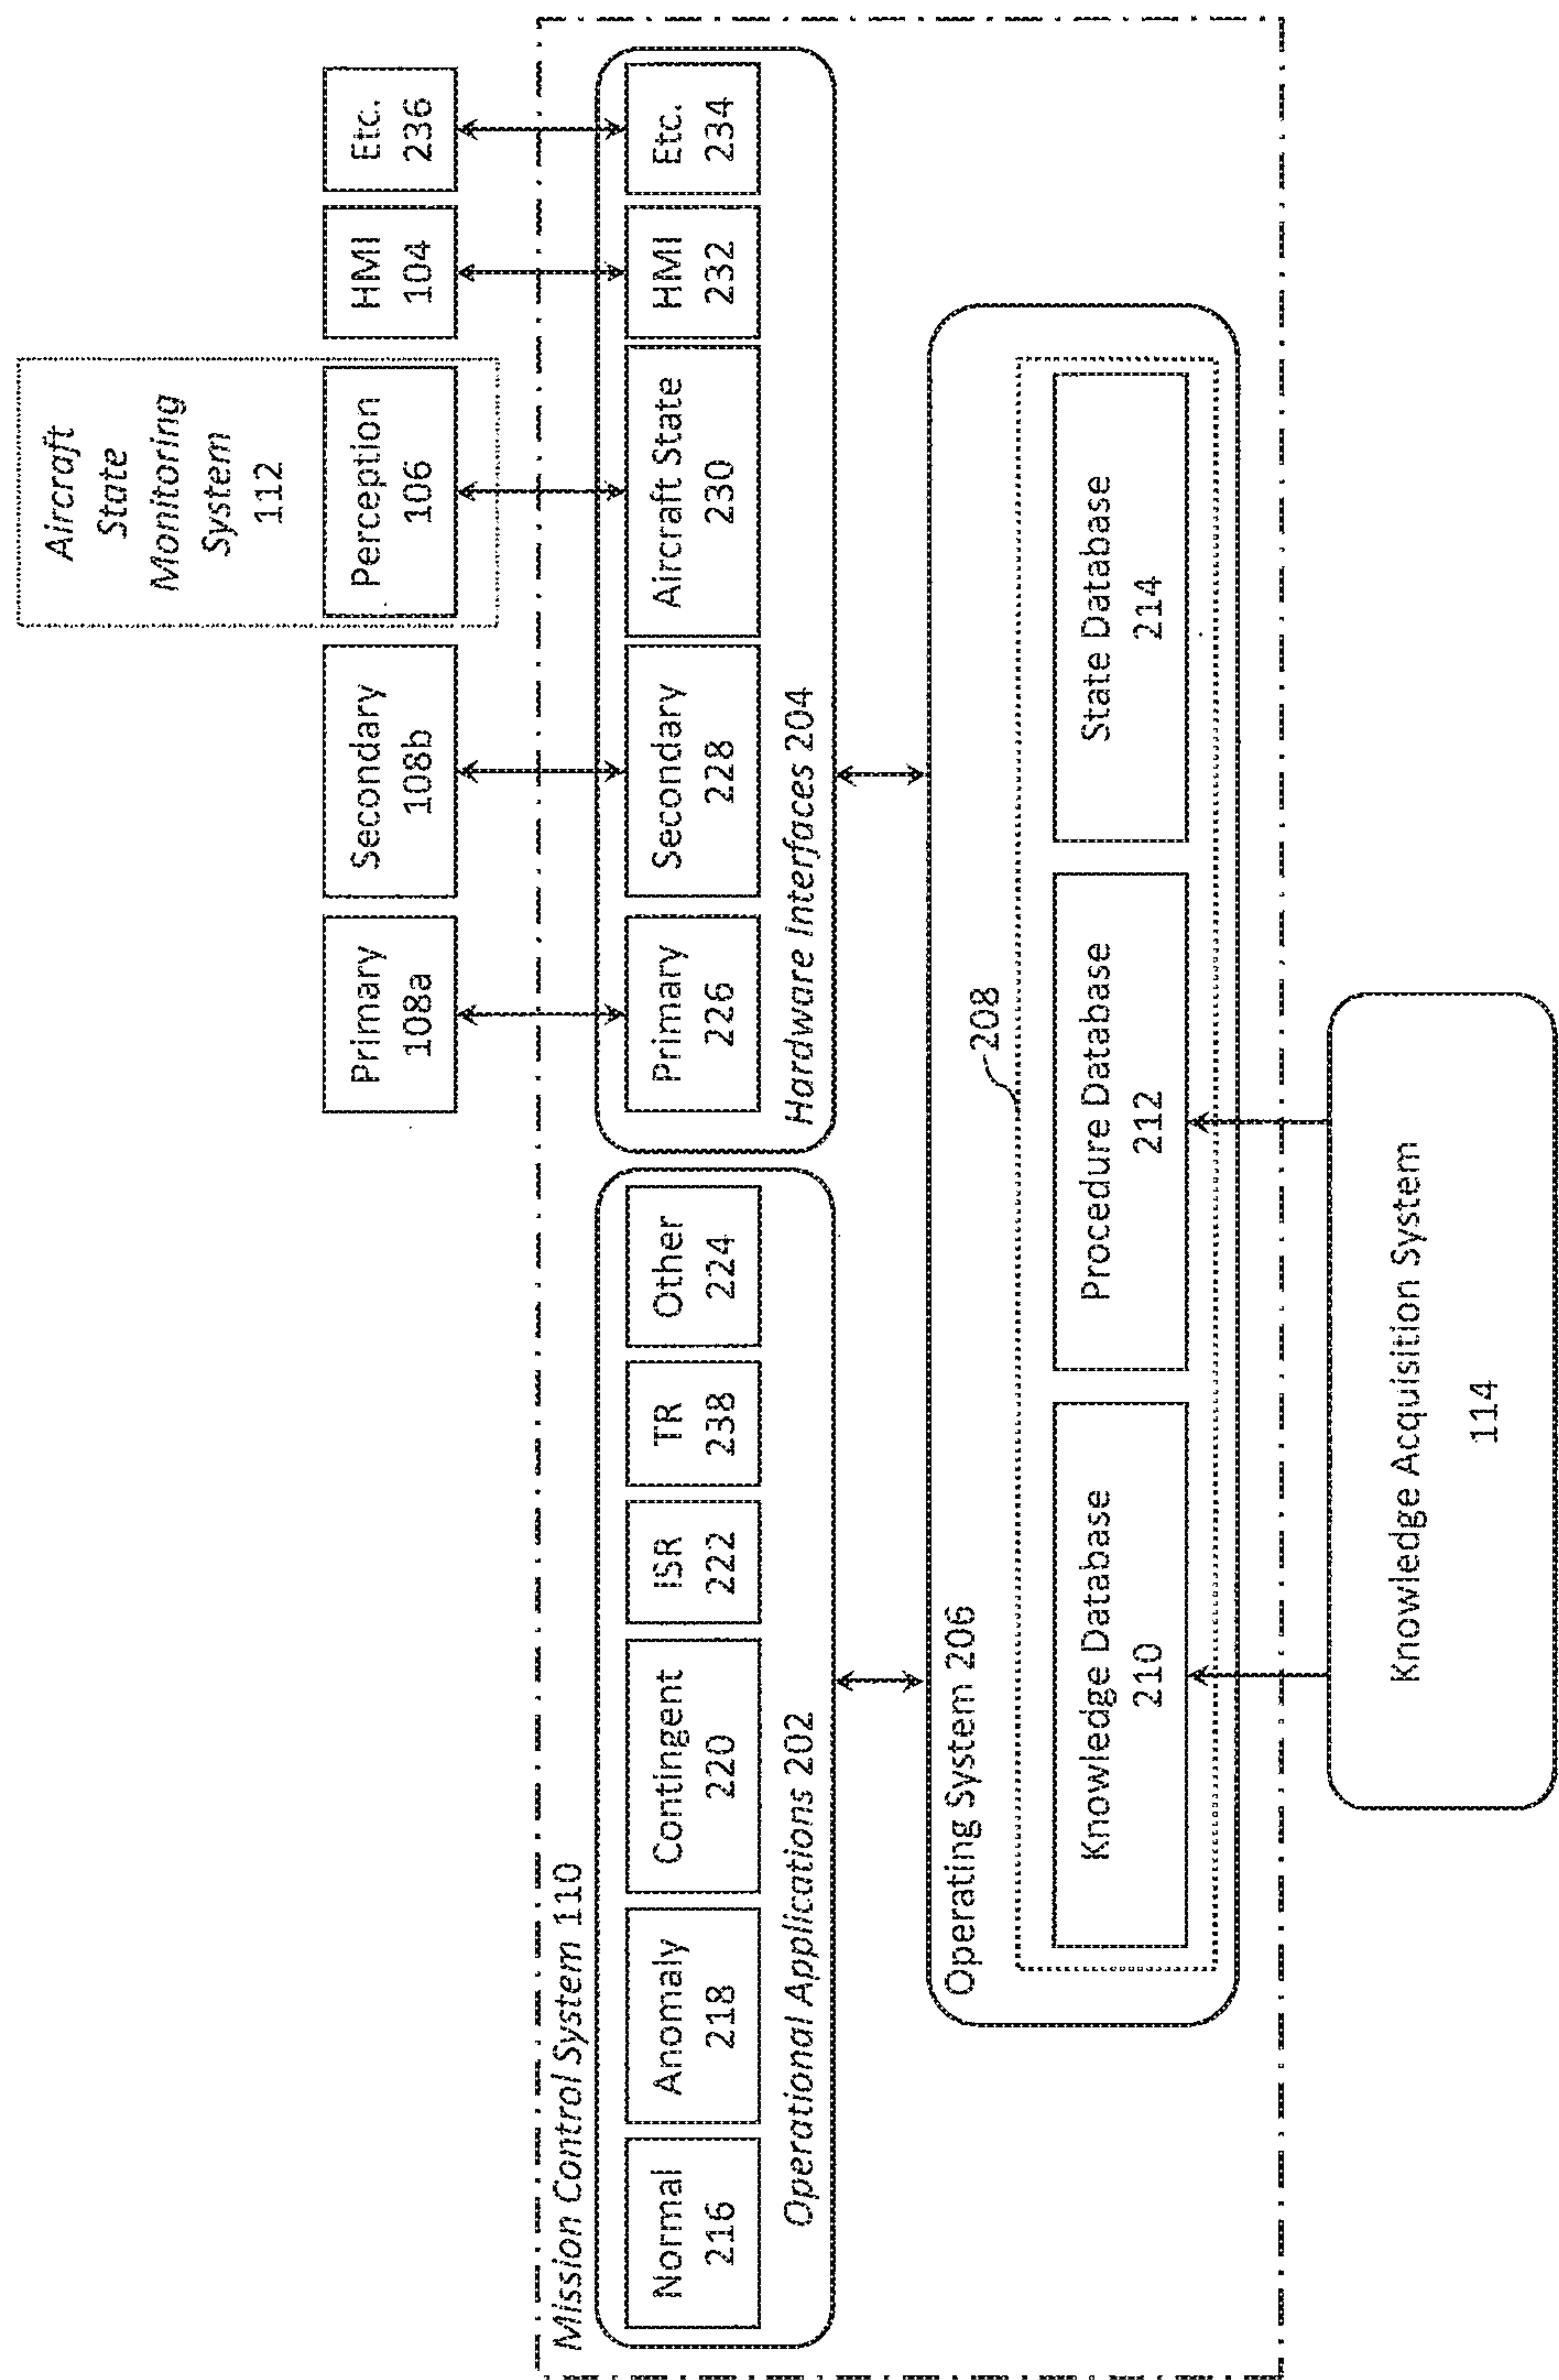 Aircraft
State
Monitoring
System
112
Primary
108a
Secondary
108b
Perception
106
HMI
104
Etc.
236
Mission Control System 110
Normal
216
Anomaly
218
Contingent
220
ISR
222
TR
238
Other
224
Operational Applications 202
Primary
226
Secondary
228
Aircraft State
230
HMI
232
Etc.
234
Hardware Interfaces 204
Operating System 206
208
Knowledge Database
210
Procedure Database
212
State Database
214
Knowledge Acquisition System
114